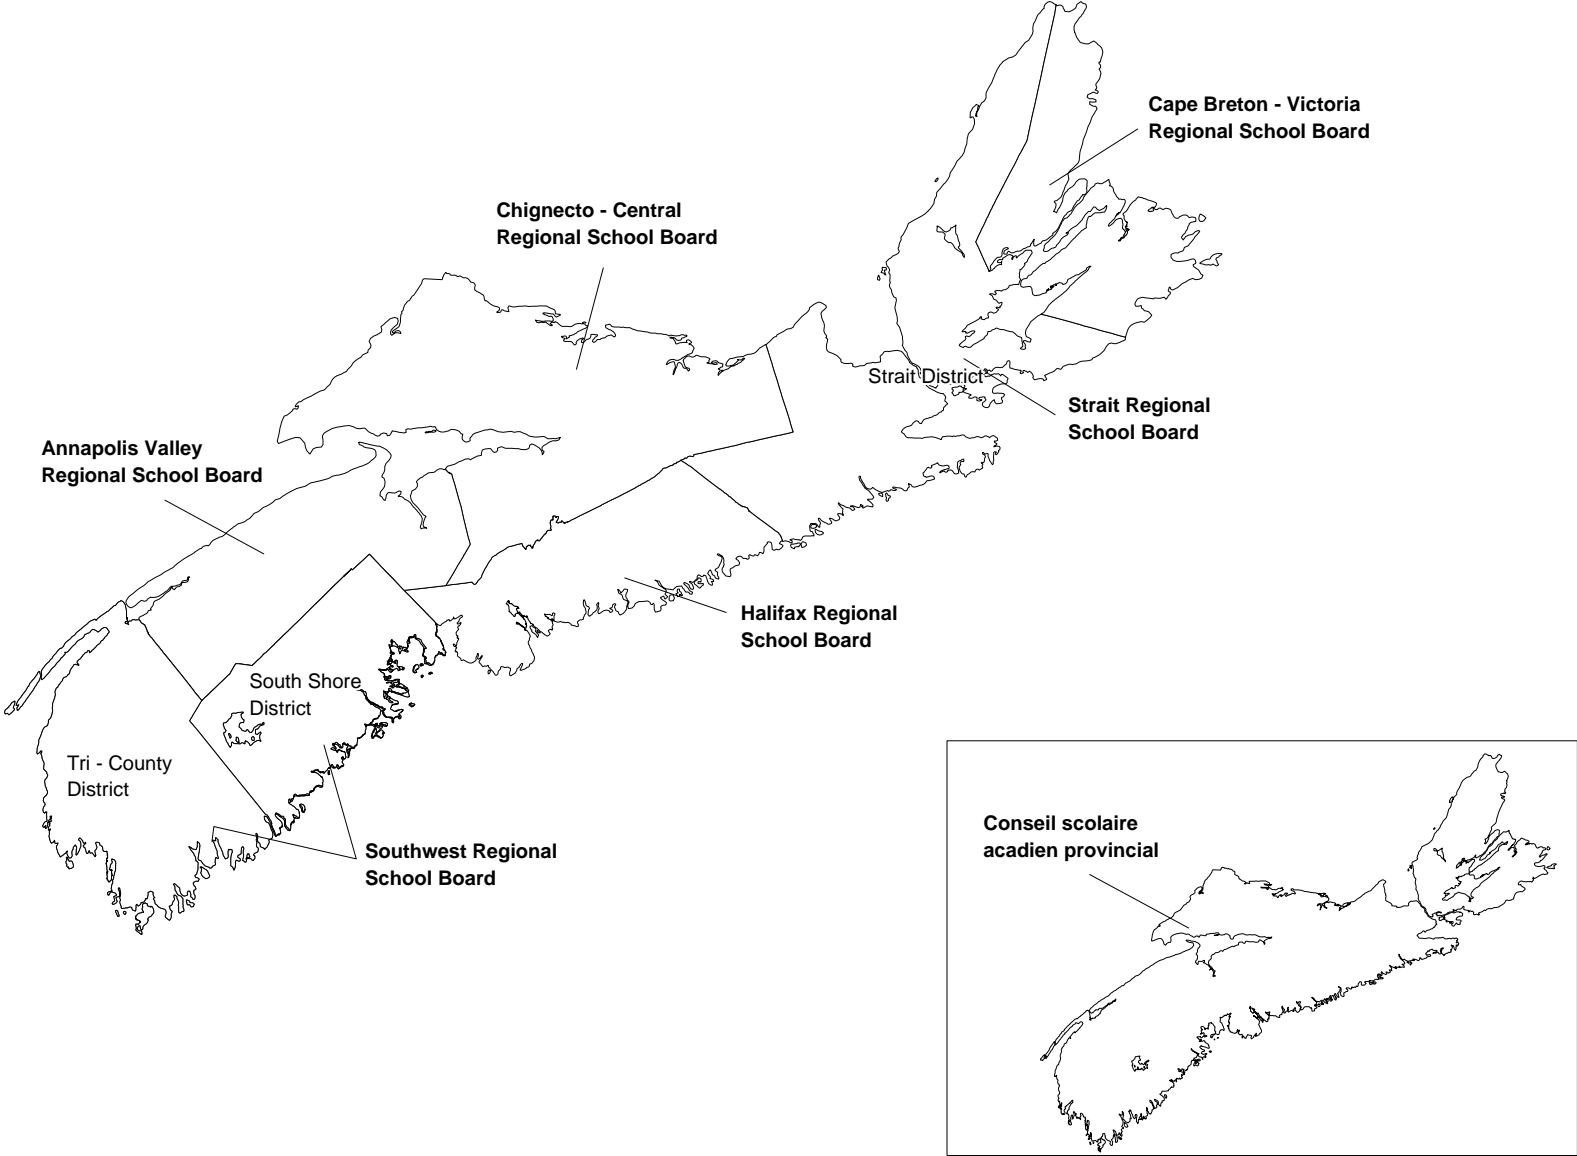 Cape Breton - Victoria
Regional School Board
Chignecto - Central
Regional School Board
Strait District
Strait Regional
School Board
Annapolis Valley
Regional School Board
Halifax Regional
School Board
South Shore
District
Tri - County
District
Southwest Regional
School Board
Conseil scolaire
acadien provincial